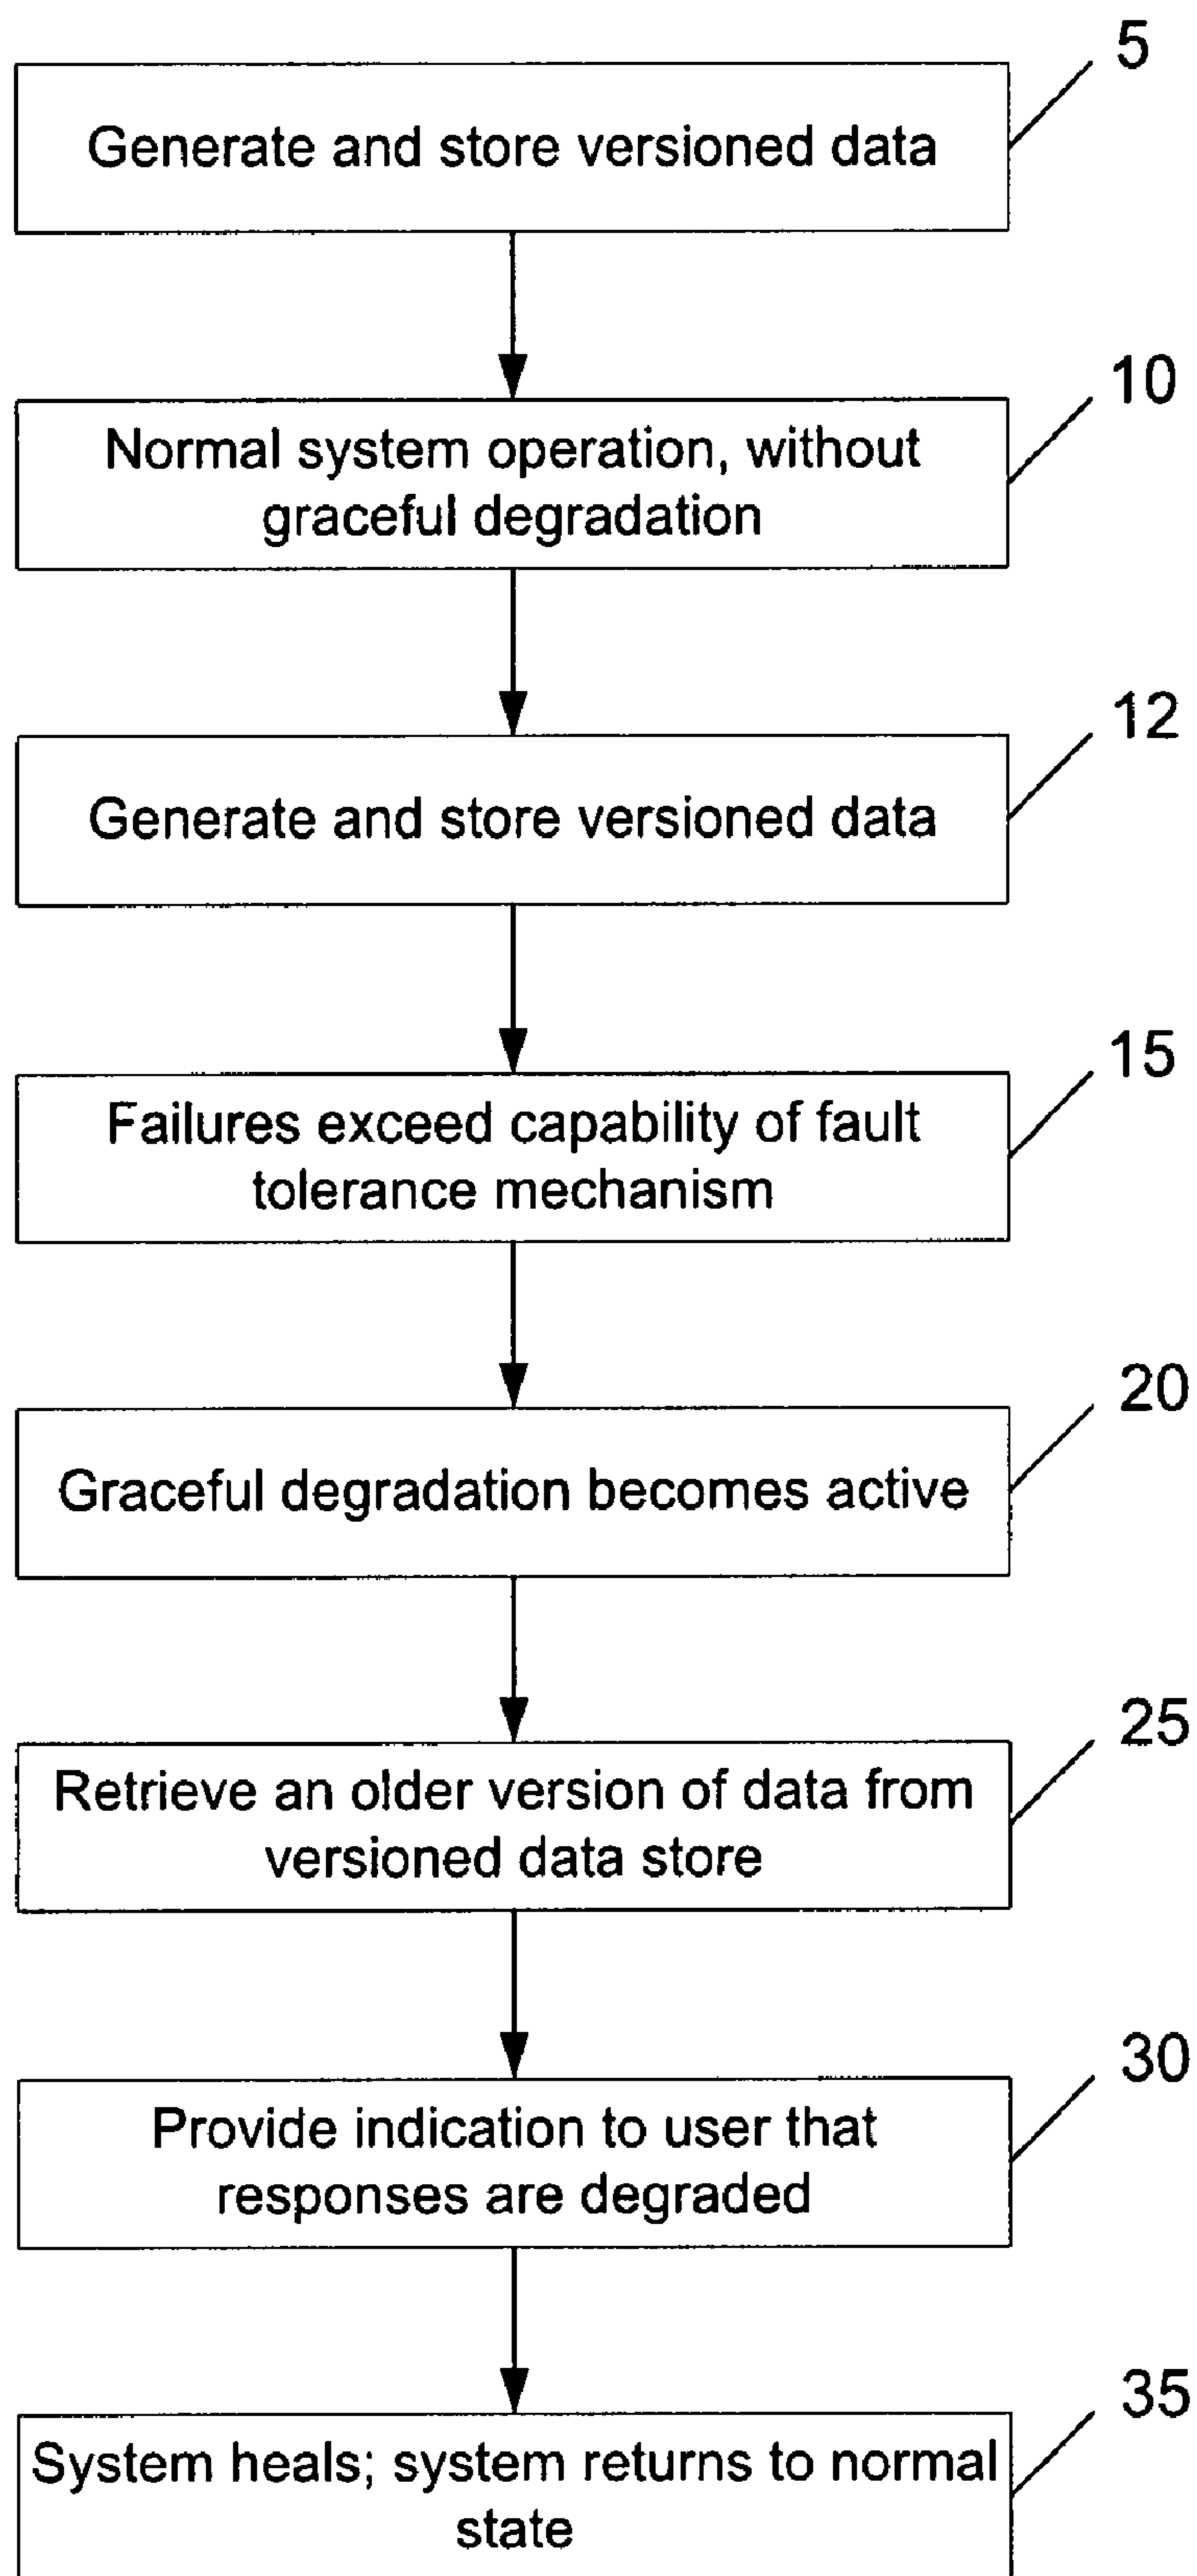 5
Generate and store versioned data
10
Normal system operation, without
graceful degradation
12
Generate and store versioned data
15
Failures exceed capability of fault
tolerance mechanism
20
Graceful degradation becomes active
25
Retrieve an older version of data from
versioned data store
30
Provide indication to user that
responses are degraded
35
System heals; system returns to normal
state